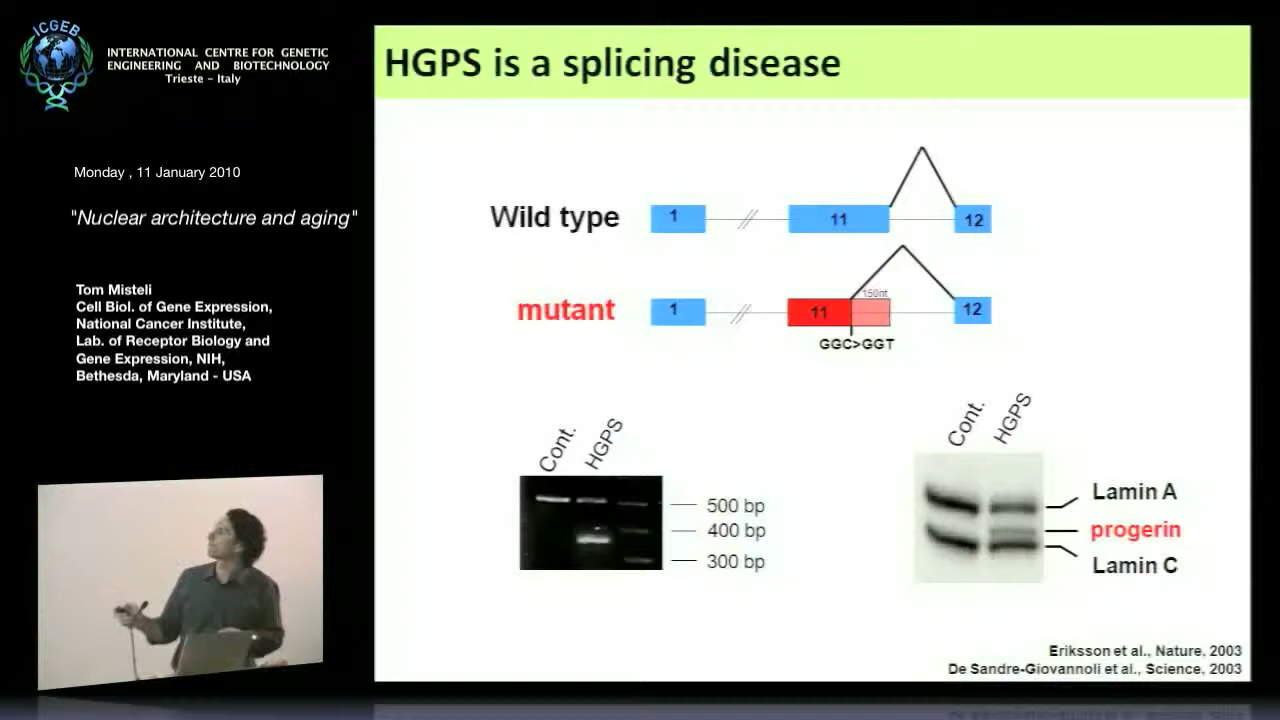 ICGEB
INTERNATIONAL CENTRE FOR GENETIC
ENGINEERING AND BIOTECHNOLOGY
Trieste – Italy
Monday , 11 January 2010
"Nuclear architecture and aging"
Tom Misteli
Cell Biol. of Gene Expression,
National Cancer Institute,
Lab. of Receptor Biology and
Gene Expression, NIH,
Bethesda, Maryland - USA
HGPS is a splicing disease
Wild type
1
11
12
mutant
1
11
150nt
12
GGC>GGT
Cont.
HGPS
500 bp
400 bp
300 bp
Cont.
HGPS
Lamin A
progerin
Lamin C
Eriksson et al., Nature, 2003
De Sandre-Giovannoli et al., Science, 2003